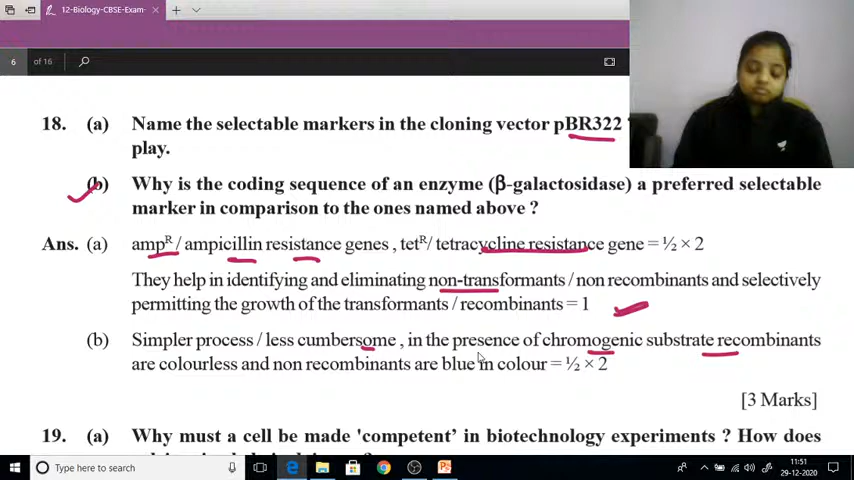 12-Biology-CBSE-Exam-
6 of 16
18. (a) Name the selectable markers in the cloning vector pBR322
play.
(b) Why is the coding sequence of an enzyme (β-galactosidase) a preferred selectable
marker in comparison to the ones named above ?
Ans. (a) ampᴿ / ampicillin resistance genes , tetᴿ/ tetracycline resistance gene = ½ × 2
They help in identifying and eliminating non-transformants / non recombinants and selectively
permitting the growth of the transformants / recombinants = 1
(b) Simpler process / less cumbersome , in the presence of chromogenic substrate recombinants
are colourless and non recombinants are blue in colour = ½ × 2
[3 Marks]
19. (a) Why must a cell be made 'competent' in biotechnology experiments ? How does
Type here to search
11:51
29-12-2020